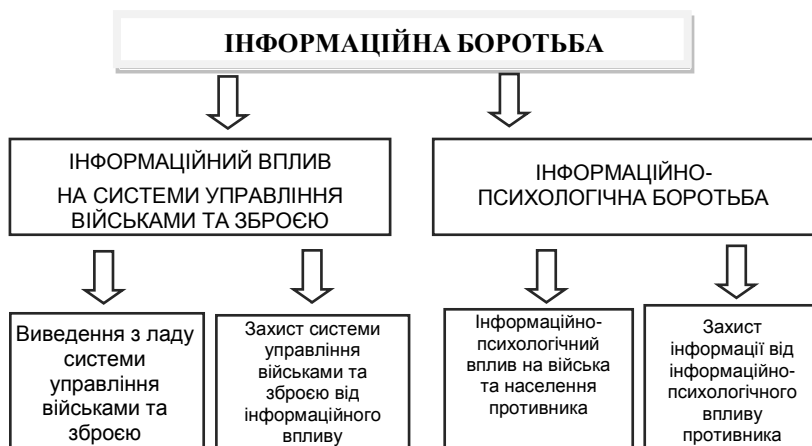 ІНФОРМАЦІЙНА БОРОТЬБА
ІНФОРМАЦІЙНИЙ ВПЛИВ
НА СИСТЕМИ УПРАВЛІННЯ
ВІЙСЬКАМИ ТА ЗБРОЄЮ
ІНФОРМАЦІЙНО-
ПСИХОЛОГІЧНА БОРОТЬБА
Виведення з ладу
системи
управління
військами та
зброєю
Захист системи
управління
військами та
зброєю від
інформаційного
впливу
Інформаційно-
психологічний
вплив на війська
та населення
противника
Захист
інформації від
інформаційно-
психологічного
впливу
противника